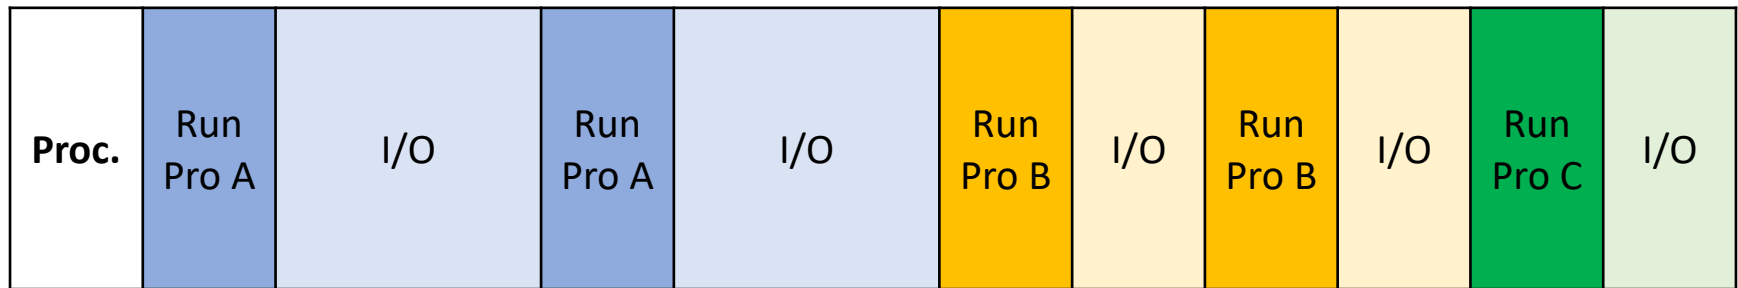 Proc.
Run
Pro A
I/O
Run
Pro A
I/O
Run
Pro B
I/O
Run
Pro B
I/O
Run
Pro C
I/O